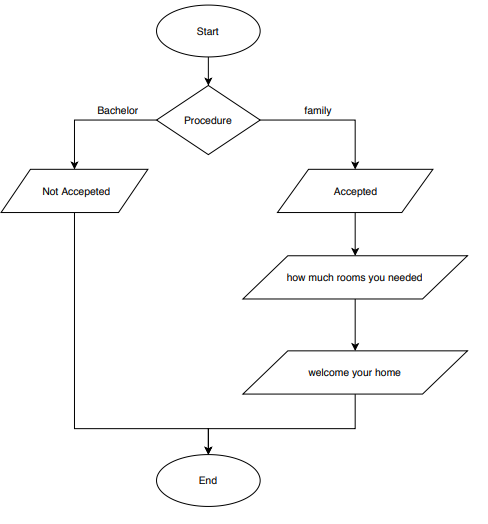 Start
Bachelor
family
Procedure
Not Accepeted
Accepted
how much rooms you needed
welcome your home
End